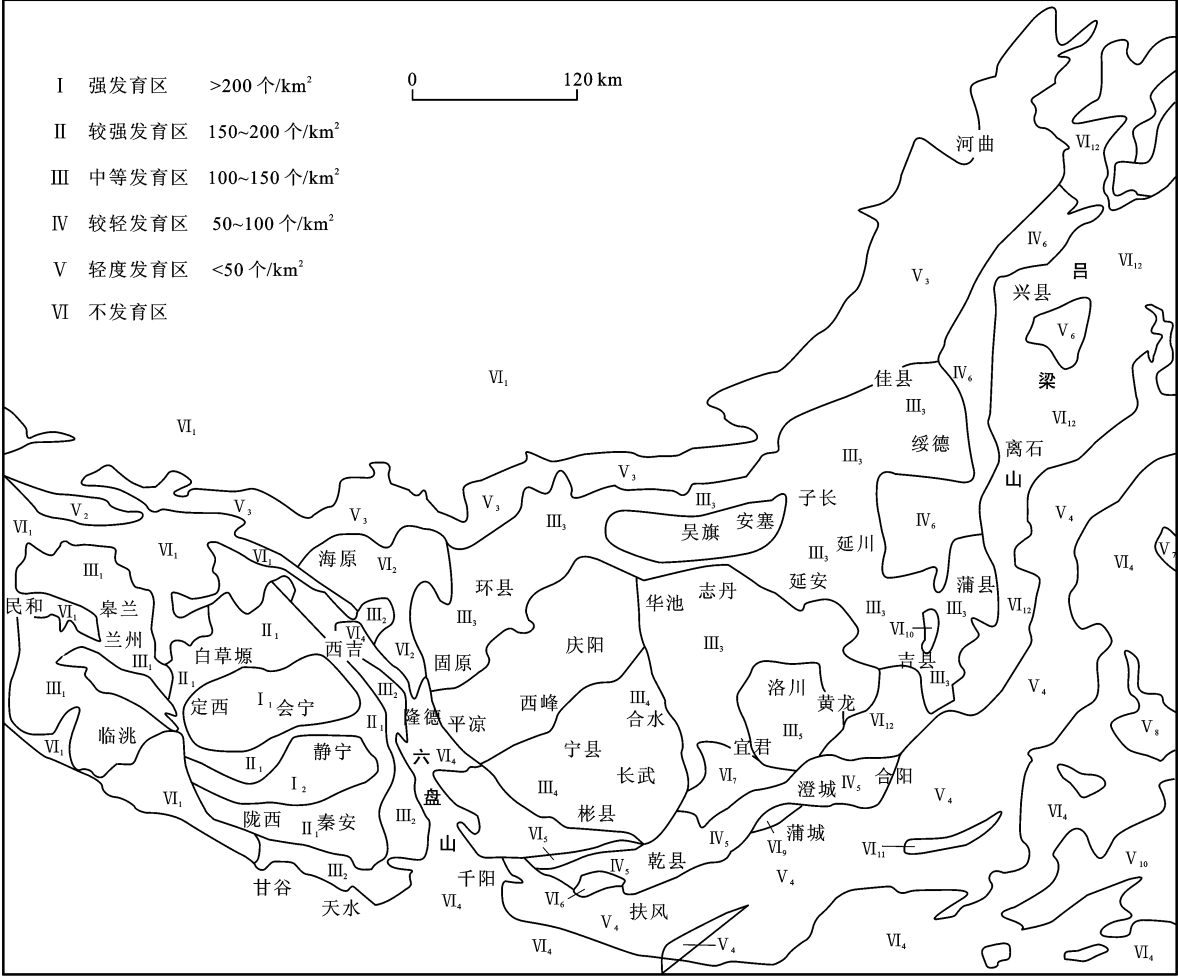 Ⅰ 强发育区 >200 个/km²
Ⅱ 较强发育区 150~200 个/km²
Ⅲ 中等发育区 100~150 个/km²
Ⅳ 较轻发育区 50~100 个/km²
Ⅴ 轻度发育区 <50 个/km²
Ⅵ 不发育区
0 120 km
河曲 Ⅵ₁₂
Ⅳ₆
Ⅴ₃ 吕 Ⅵ₁₂
兴县
Ⅴ₆
Ⅵ₁ 佳县 Ⅳ₆ 梁
Ⅲ₃
Ⅵ₁ Ⅵ₁₂
绥德 离石
Ⅲ₃
Ⅴ₃ 山
Ⅴ₂ Ⅴ₃ Ⅴ₃ Ⅴ₃ Ⅲ₃ 子长
Ⅵ₁ Ⅲ₃ 吴旗 安塞 Ⅳ₆ Ⅴ₄
Ⅵ₁ Ⅵ₁ 海原 Ⅵ₂ Ⅲ₃ 延川 Ⅵ₄ Ⅴ₇
Ⅲ₁ 环县 志丹 延安 蒲县
民和 Ⅵ₁ 皋兰 Ⅲ₂ Ⅲ₃ 华池 Ⅲ₃ Ⅲ₃ Ⅵ₁₂
兰州 Ⅱ₁ Ⅵ₄ Ⅵ₁₀
西吉 Ⅵ₂ 庆阳 Ⅲ₃
Ⅲ₁ 白草塬 固原 吉县
Ⅲ₁ Ⅱ₁ Ⅲ₂ 洛川 Ⅲ₃ Ⅴ₄
定西 Ⅰ₁ 会宁 西峰 Ⅲ₄ 黄龙
Ⅱ₁ 隆德 平凉 合水 Ⅵ₁₂ Ⅴ₈
临洮 Ⅲ₅
Ⅵ₁ 静宁 六 Ⅵ₄ 宁县 宜君
Ⅱ₁ 长武 Ⅵ₇ 合阳
Ⅰ₂ Ⅲ₄ 澄城 Ⅳ₅
Ⅵ₁ 盘 Ⅴ₄
陇西 Ⅱ₁ 秦安 Ⅲ₂ 彬县 Ⅵ₄
山 Ⅵ₅ Ⅳ₅ 蒲城
Ⅵ₉ Ⅵ₁₁
Ⅲ₂ Ⅳ₅ 乾县 Ⅴ₁₀
甘谷 千阳 Ⅴ₄
天水 Ⅵ₄ Ⅵ₆
Ⅴ₄ 扶风
Ⅵ₄ Ⅴ₄ Ⅵ₄ Ⅵ₄